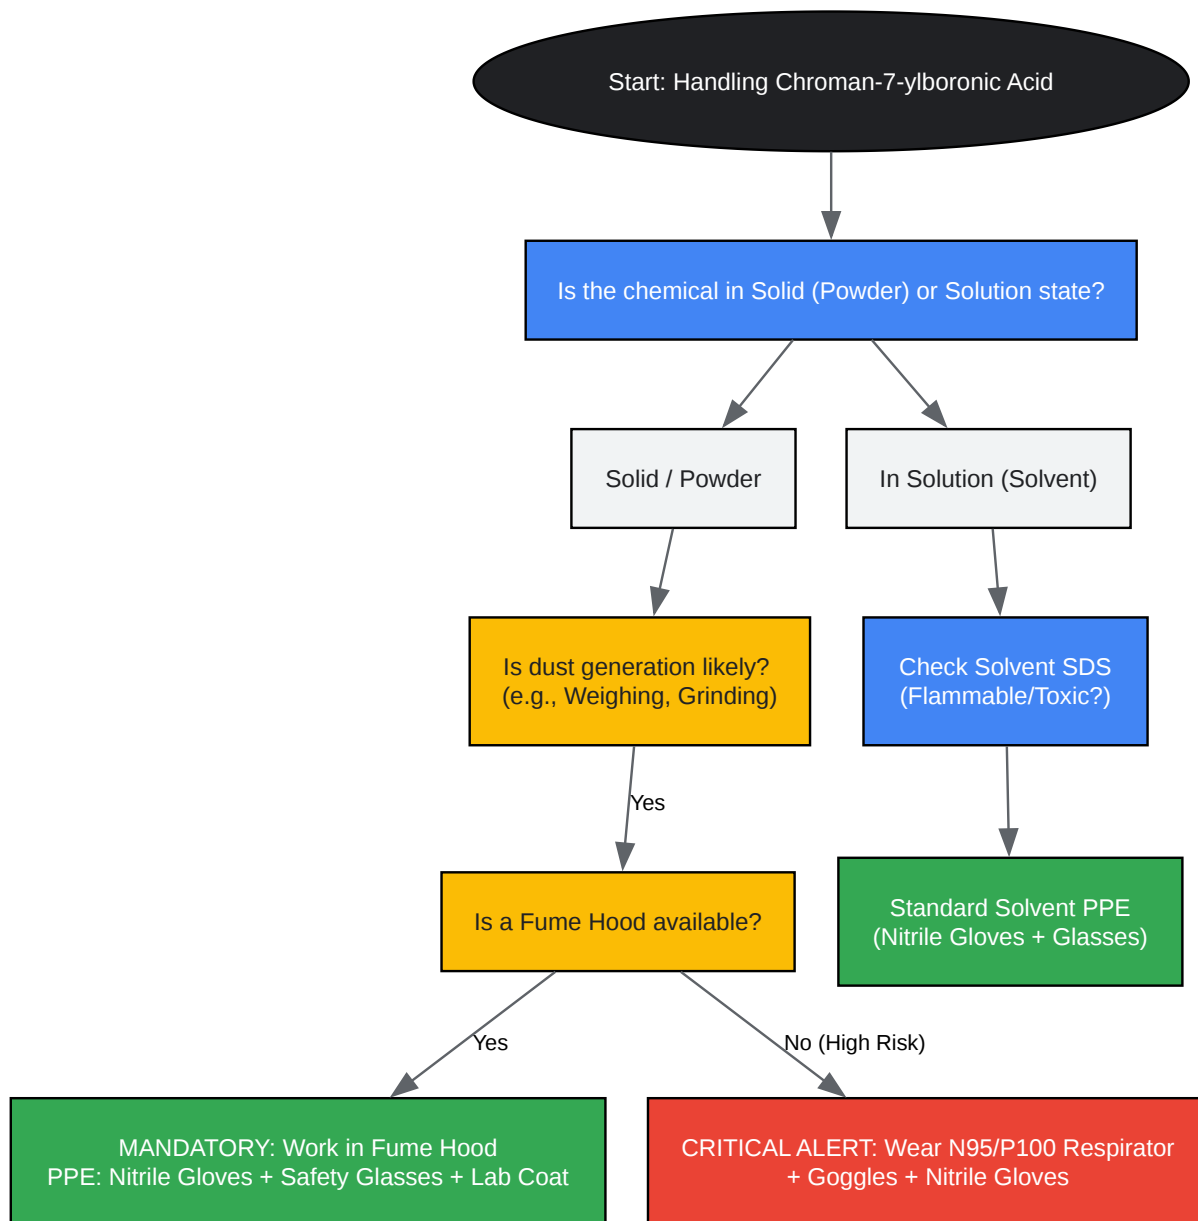 Start: Handling Chroman-7-ylboronic Acid
Is the chemical in Solid (Powder) or Solution state?
Solid / Powder
In Solution (Solvent)
Is dust generation likely?
(e.g., Weighing, Grinding)
Check Solvent SDS
(Flammable/Toxic?)
Yes
Is a Fume Hood available?
Standard Solvent PPE
(Nitrile Gloves + Glasses)
Yes
No (High Risk)
MANDATORY: Work in Fume Hood
PPE: Nitrile Gloves + Safety Glasses + Lab Coat
CRITICAL ALERT: Wear N95/P100 Respirator
+ Goggles + Nitrile Gloves